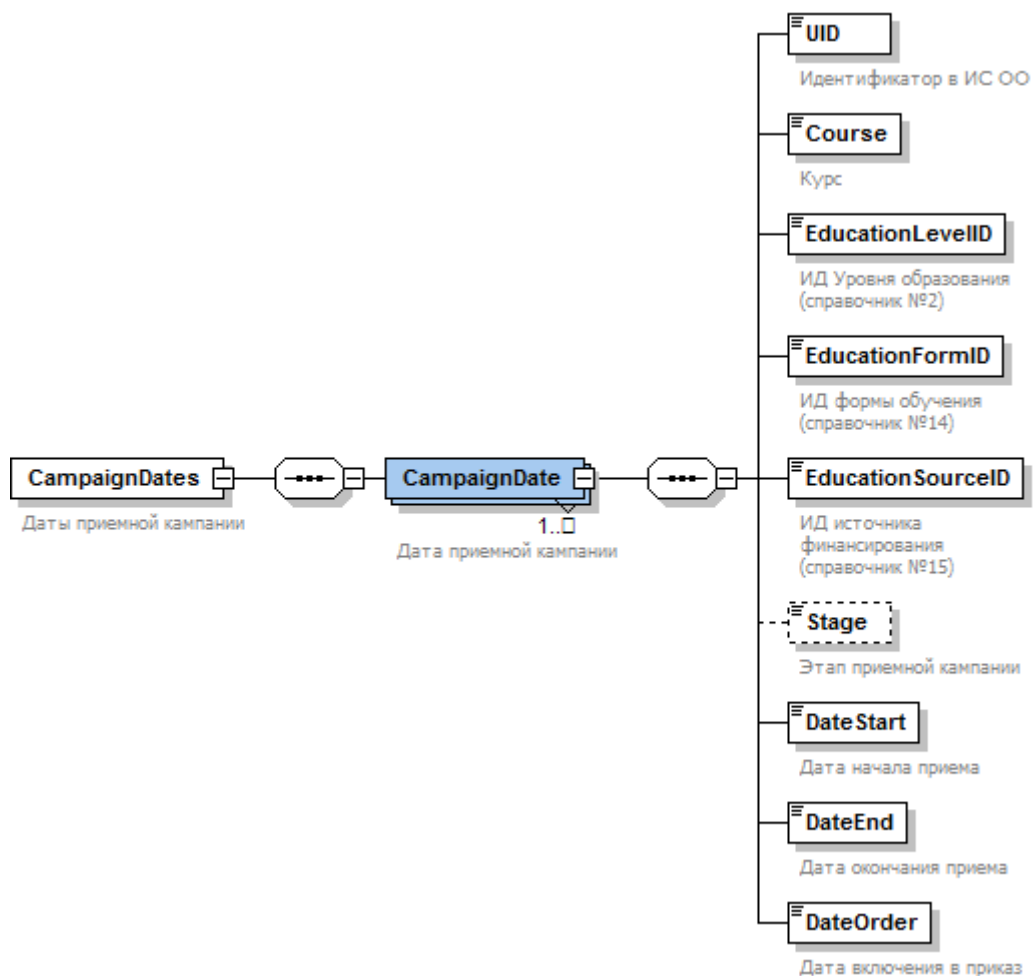 UID
Идентификатор в ИС ОО
Course
Курс
EducationLevelID
ИД Уровня образования
(справочник №2)
EducationFormID
ИД формы обучения
(справочник №14)
CampaignDates
Даты приемной кампании
CampaignDate
1..□
Дата приемной кампании
EducationSourceID
ИД источника
финансирования
(справочник №15)
Stage
Этап приемной кампании
DateStart
Дата начала приема
DateEnd
Дата окончания приема
DateOrder
Дата включения в приказ